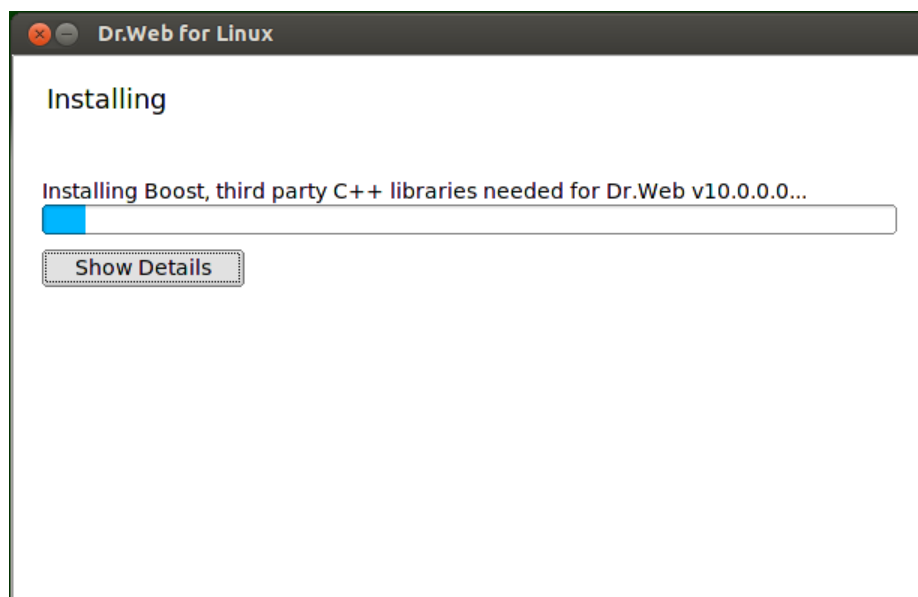 Dr.Web for Linux
Installing
Installing Boost, third party C++ libraries needed for Dr.Web v10.0.0.0...
Show Details